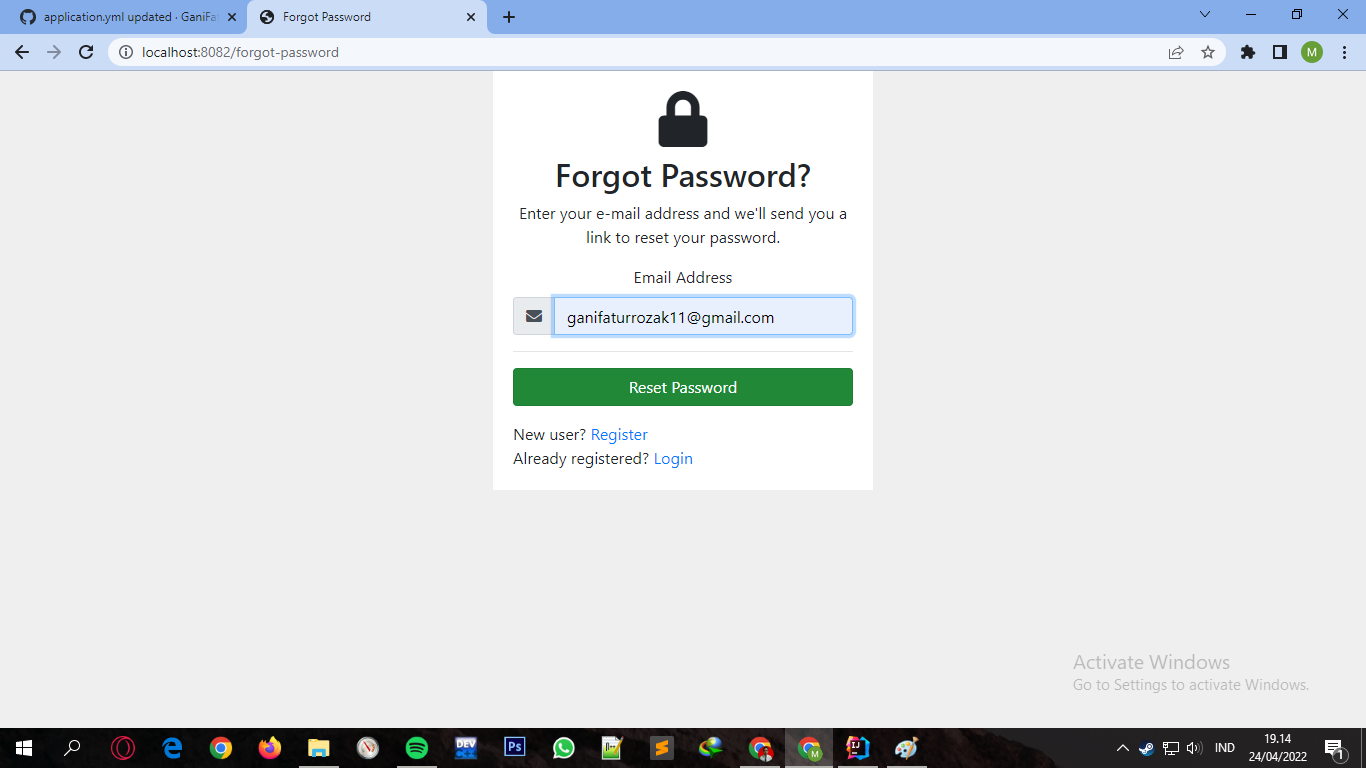 application.yml updated · GaniFa
Forgot Password
localhost:8082/forgot-password
M
Forgot Password?
Enter your e-mail address and we'll send you a
link to reset your password.
Email Address
ganifaturrozak11@gmail.com
Reset Password
New user? Register
Already registered? Login
Activate Windows
Go to Settings to activate Windows.
DEV
Ps
M
IJ
IND
19.14
24/04/2022
1